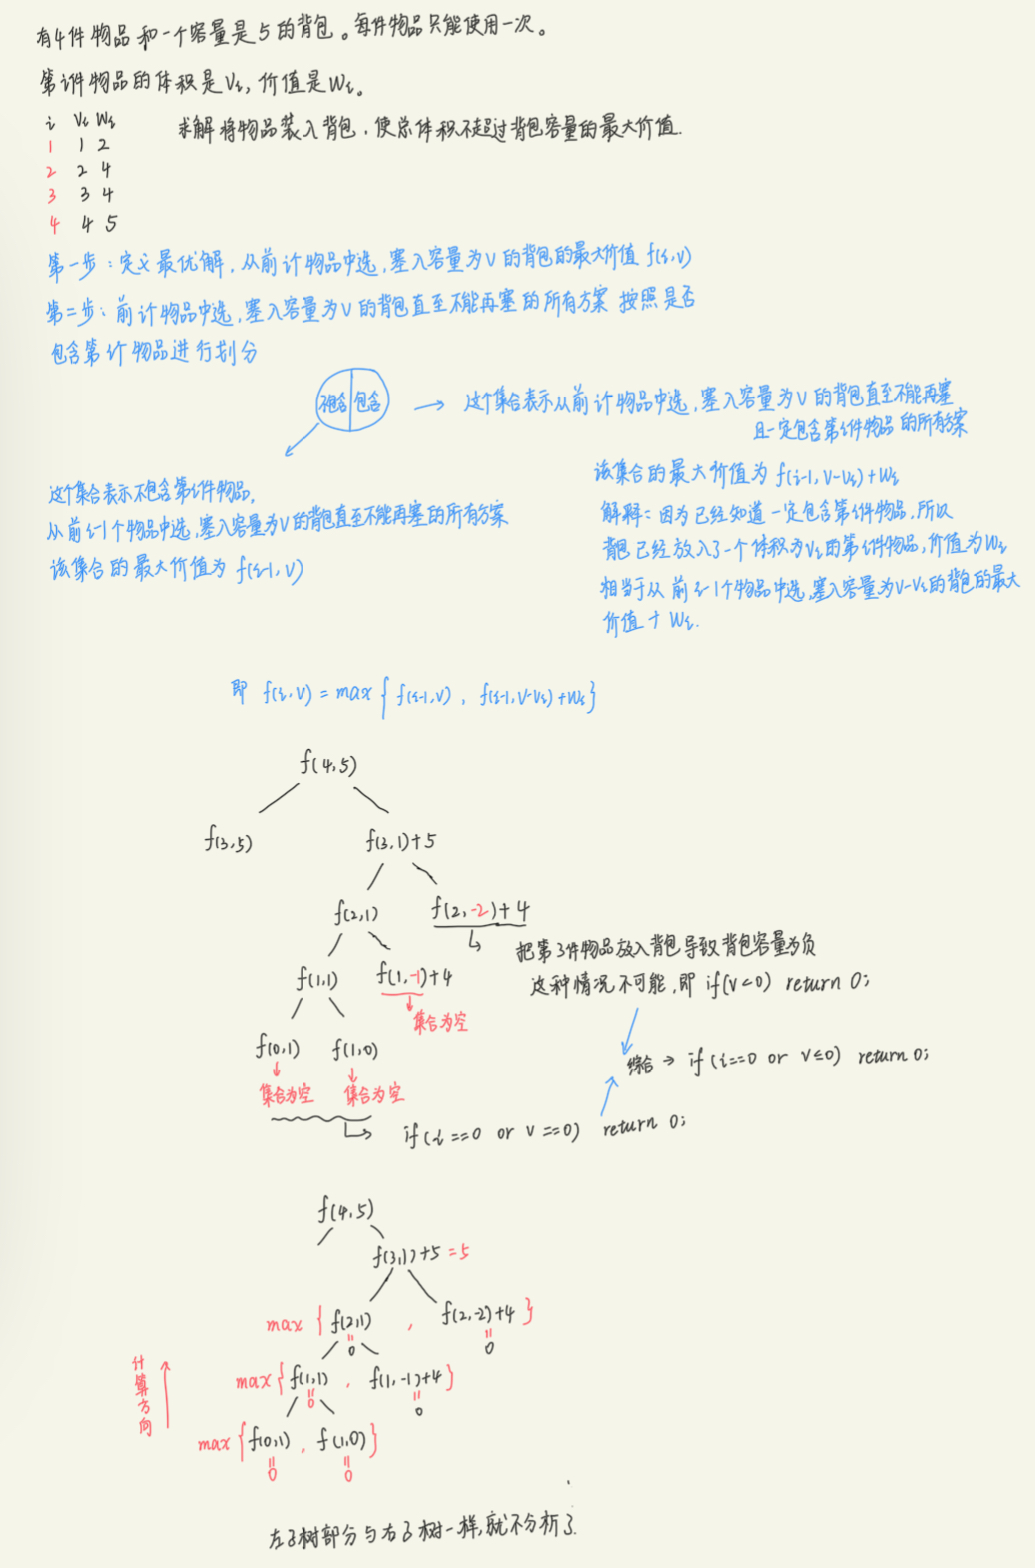 有4件物品和一个容量是5的背包。每件物品只能使用一次。
第i件物品的体积是Vi,价值是Wi。
i Vi Wi
1 1 2
2 2 4
3 3 4
4 4 5
求解将物品装入背包,使总体积不超过背包容量的最大价值.
第一步:定义最优解,从前i个物品中选,塞入容量为V的背包的最大价值 f(i,v)
第二步:前i个物品中选,塞入容量为V的背包直至不能再塞的所有方案 按照是否
包含第i个物品进行划分
不包含 包含
→ 这个集合表示从前i个物品中选,塞入容量为V的背包直至不能再塞
且一定包含第i件物品的所有方案
该集合的最大价值为 f(i-1, V-Vi)+Wi
解释:因为已经知道一定包含第i件物品,所以
背包已经放入了一个体积为Vi的第i件物品,价值为Wi
相当于从前i-1个物品中选,塞入容量为V-Vi的背包的最大
价值+Wi.
这个集合表示不包含第i件物品,
从前i-1个物品中选,塞入容量为V的背包直至不能再塞的所有方案
该集合的最大价值为 f(i-1,V)
即 f(i,V) = max { f(i-1,V) , f(i-1,V-Vi)+Wi}
f(4,5)
f(3,5) f(3,1)+5
f(2,1) f(2,-2)+4
把第3件物品放入背包导致背包容量为负
这种情况不可能,即 if(v<0) return 0;
f(1,1) f(1,-1)+4
集合为空
f(0,1) f(1,0)
集合为空 集合为空
综合 → if (i==0 or v≤0) return 0;
if(i==0 or v==0) return 0;
f(4,5)
f(3,1)+5 =5
max { f(2,1) , f(2,-2)+4 }
0 0
max { f(1,1) , f(1,-1)+4 }
0 0
max { f(0,1) , f(1,0) }
0 0
计算方向
左子树部分与右子树一样,就不分析了.